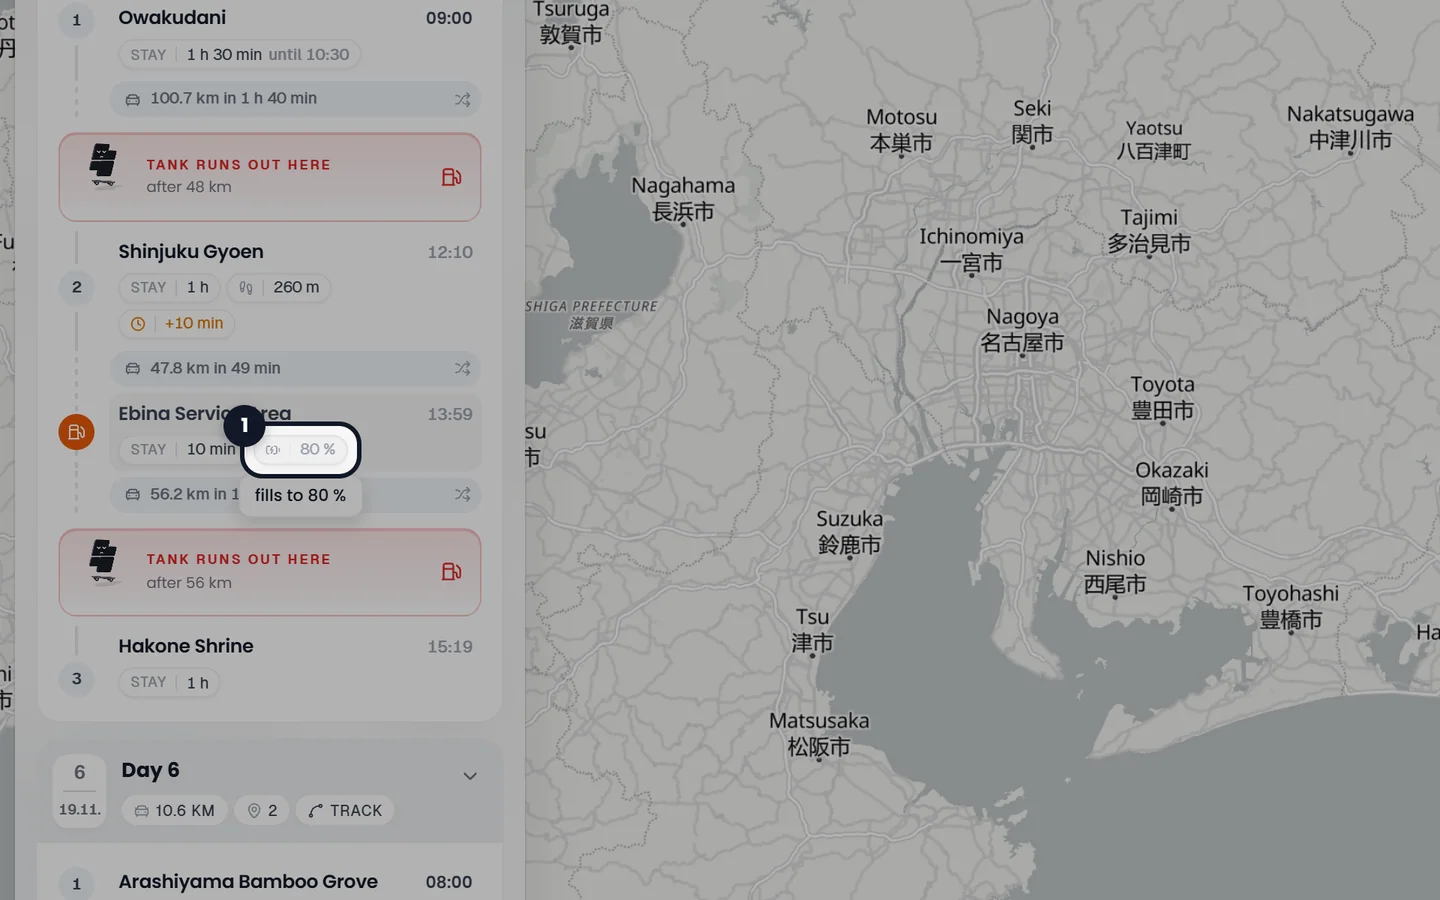 1
Owakudani
09:00
STAY
1 h 30 min until 10:30
100.7 km in 1 h 40 min
TANK RUNS OUT HERE
after 48 km
Shinjuku Gyoen
12:10
2
STAY
1 h
260 m
+10 min
47.8 km in 49 min
Ebina Servic rea
13:59
1
STAY
10 min
80 %
56.2 km in 1
fills to 80 %
TANK RUNS OUT HERE
after 56 km
Hakone Shrine
15:19
3
STAY
1 h
6
19.11.
Day 6
10.6 KM
2
TRACK
1
Arashiyama Bamboo Grove
08:00
Tsuruga
敦賀市
Motosu
本巣市
Seki
関市
Yaotsu
八百津町
Nakatsugawa
中津川市
Nagahama
長浜市
Tajimi
多治見市
Ichinomiya
一宮市
SHIGA PREFECTURE
滋賀県
Nagoya
名古屋市
Toyota
豊田市
su
市
Okazaki
岡崎市
Suzuka
鈴鹿市
Nishio
西尾市
Toyohashi
豊橋市
Ha
Tsu
津市
Matsusaka
松阪市